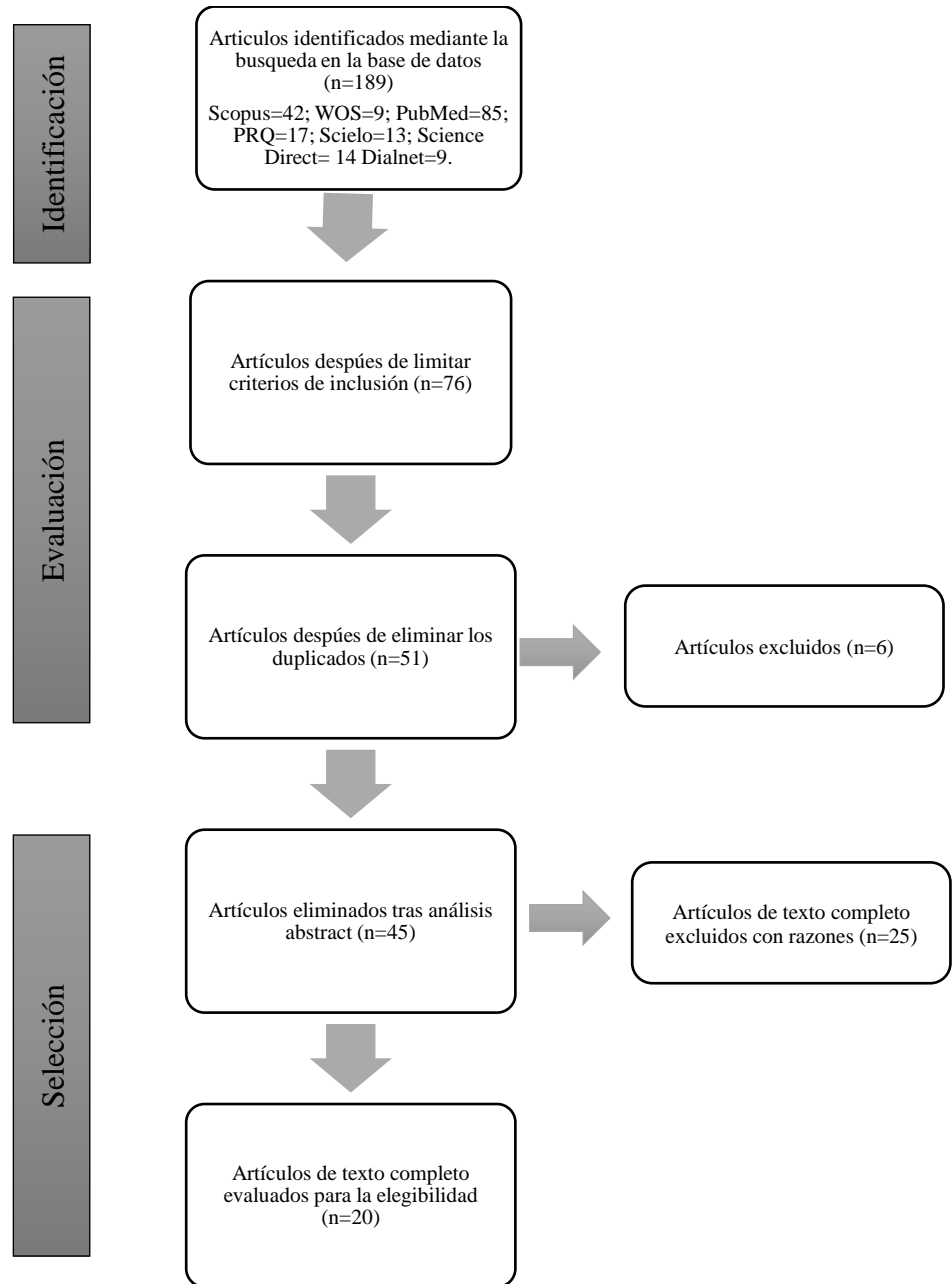 Identificación
Articulos identificados mediante la
busqueda en la base de datos
(n=189)
Scopus=42; WOS=9; PubMed=85;
PRQ=17; Scielo=13; Science
Direct= 14 Dialnet=9.
Evaluación
Artículos despúes de limitar
criterios de inclusión (n=76)
Artículos despúes de eliminar los
duplicados (n=51)
Artículos excluidos (n=6)
Selección
Artículos eliminados tras análisis
abstract (n=45)
Artículos de texto completo
excluidos con razones (n=25)
Artículos de texto completo
evaluados para la elegibilidad
(n=20)